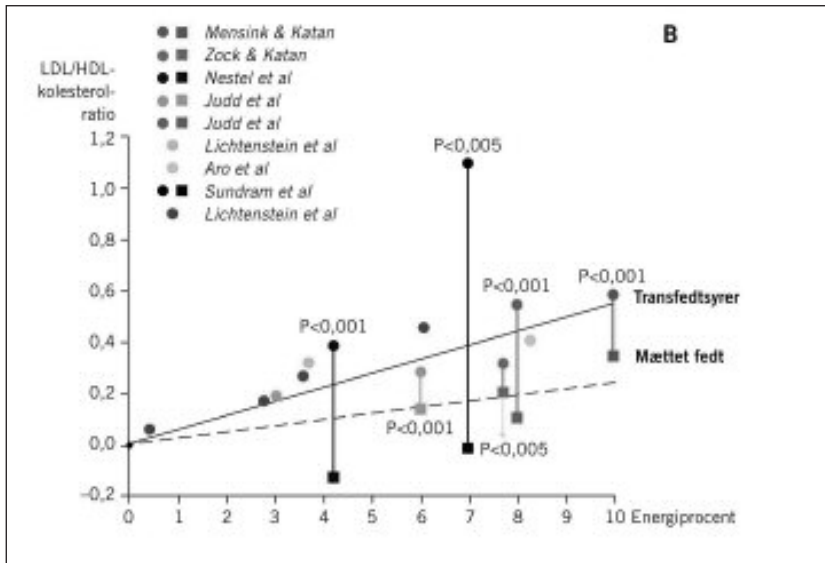 B
Mensink & Katan
Zock & Katan
Nestel et al
Judd et al
Judd et al
Lichtenstein et al
Aro et al
Sundram et al
Lichtenstein et al
LDL/HDL-
kolesterol-
ratio
1,2
1,0
0,8
0,6
0,4
0,2
0,0
–0,2
P<0,005
P<0,001
P<0,001
P<0,001
P<0,001
P<0,005
Transfedtsyrer
Mættet fedt
0 1 2 3 4 5 6 7 8 9 10 Energiprocent